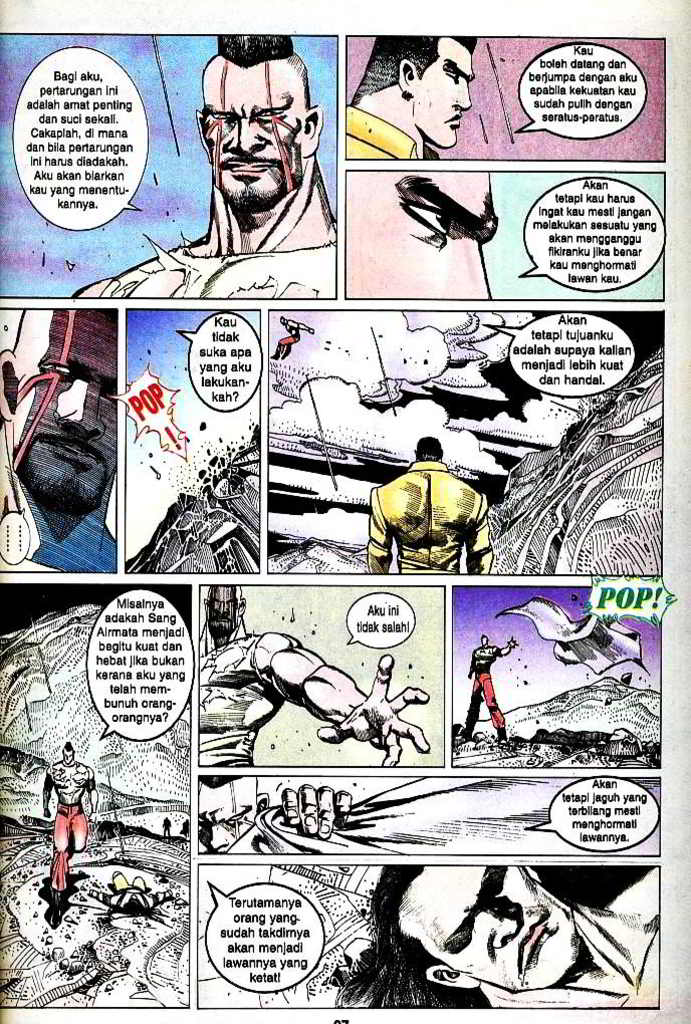 Bagi aku,
pertarungan ini
adalah amat penting
dan suci sekali.
Cakaplah, di mana
dan bila pertarungan
ini harus diadakah.
Aku biarkan
kau yang menentu-
kannya.
Kau
boleh datang dan
berjumpa dengan aku
apabila kekuatan kau
sudah pulih dengan
seratus-peratus.
Akan
tetapi kau harus
ingat kau mesti jangan
melakukan sesuatu yang
akan mengganggu
fikiranku jika benar
kau menghormati
lawan kau.
......
POP!
!
Kau
tidak
suka apa
yang aku
lakukan-
kah?
Akan
tetapi tujuanku
adalah supaya kalian
menjadi lebih kuat
dan handal.
Misalnya
adakah Sang
Airmata menjadi
begitu kuat dan
hebat jika bukan
kerana aku yang
telah mem-
bunuh orang-
orangnya?
Aku ini
tidak salah!
POP!
Akan
tetapi jaguh yang
terbilang mesti
menghormati
lawannya.
Terutamanya
orang yang-
sudah takdirnya
akan menjadi
lawannya yang
ketat!